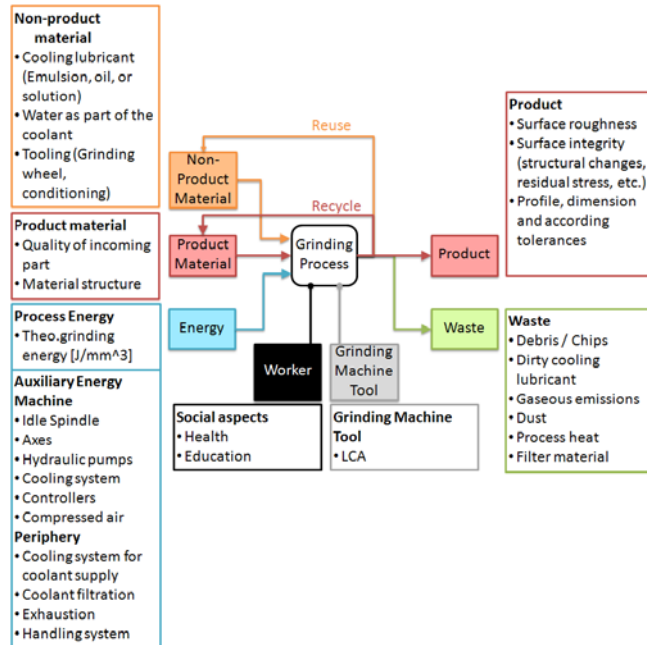 Non-product
material
• Cooling lubricant
(Emulsion, oil, or
solution)
• Water as part of the
coolant
• Tooling (Grinding
wheel,
conditioning)
Product material
• Quality of incoming
part
• Material structure
Process Energy
• Theo.grinding
energy [J/mm^3]
Auxiliary Energy
Machine
• Idle Spindle
• Axes
• Hydraulic pumps
• Cooling system
• Controllers
• Compressed air
Periphery
• Cooling system for
coolant supply
• Coolant filtration
• Exhaustion
• Handling system
Reuse
Non-
Product
Material
Recycle
Product
Material
Grinding
Process
Energy
Worker
Grinding
Machine
Tool
Social aspects
• Health
• Education
Grinding Machine
Tool
• LCA
Product
Waste
Product
• Surface roughness
• Surface integrity
(structural changes,
residual stress, etc.)
• Profile, dimension
and according
tolerances
Waste
• Debris / Chips
• Dirty cooling
lubricant
• Gaseous emissions
• Dust
• Process heat
• Filter material